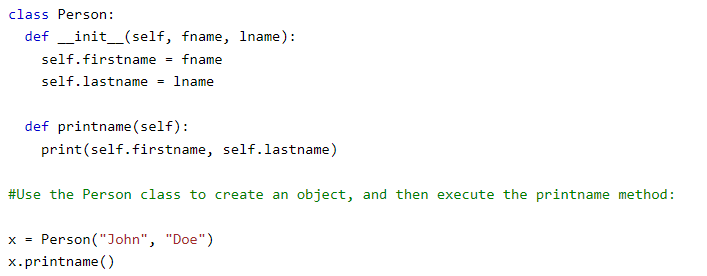 class Person:
  def __init__(self, fname, lname):
    self.firstname = fname
    self.lastname = lname

  def printname(self):
    print(self.firstname, self.lastname)

#Use the Person class to create an object, and then execute the printname method:

x = Person("John", "Doe")
x.printname()